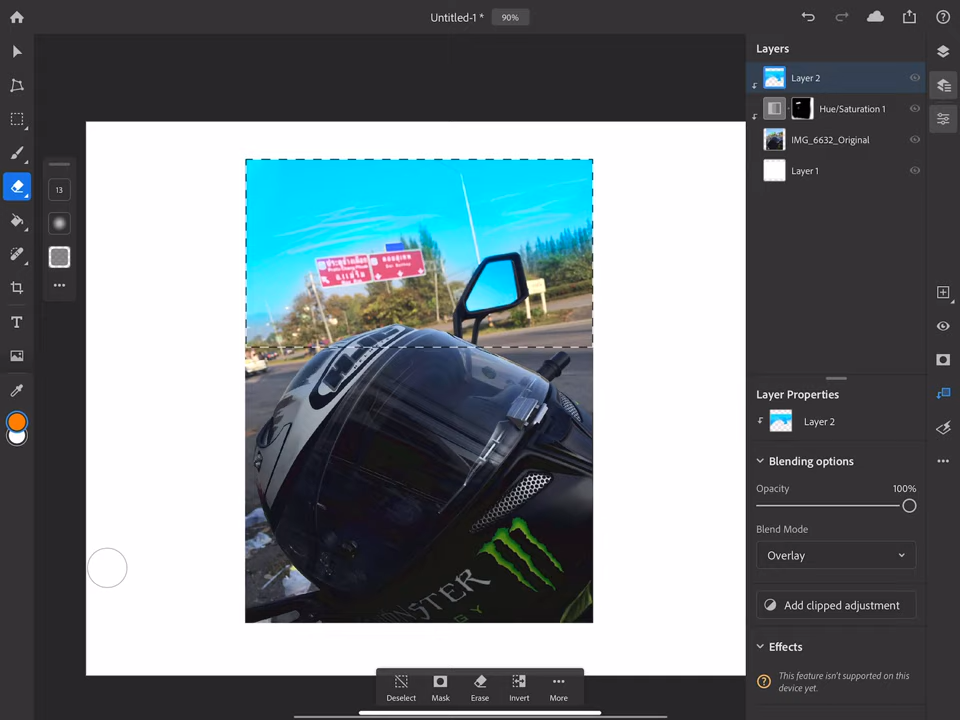 Untitled-1 *
90%
Layers
Layer 2
Hue/Saturation 1
IMG_6632_Original
Layer 1
13
T
MONSTER
Layer Properties
Layer 2
Blending options
Opacity
100%
Blend Mode
Overlay
Add clipped adjustment
Effects
This feature isn't supported on this
device yet.
Deselect
Mask
Erase
Invert
More